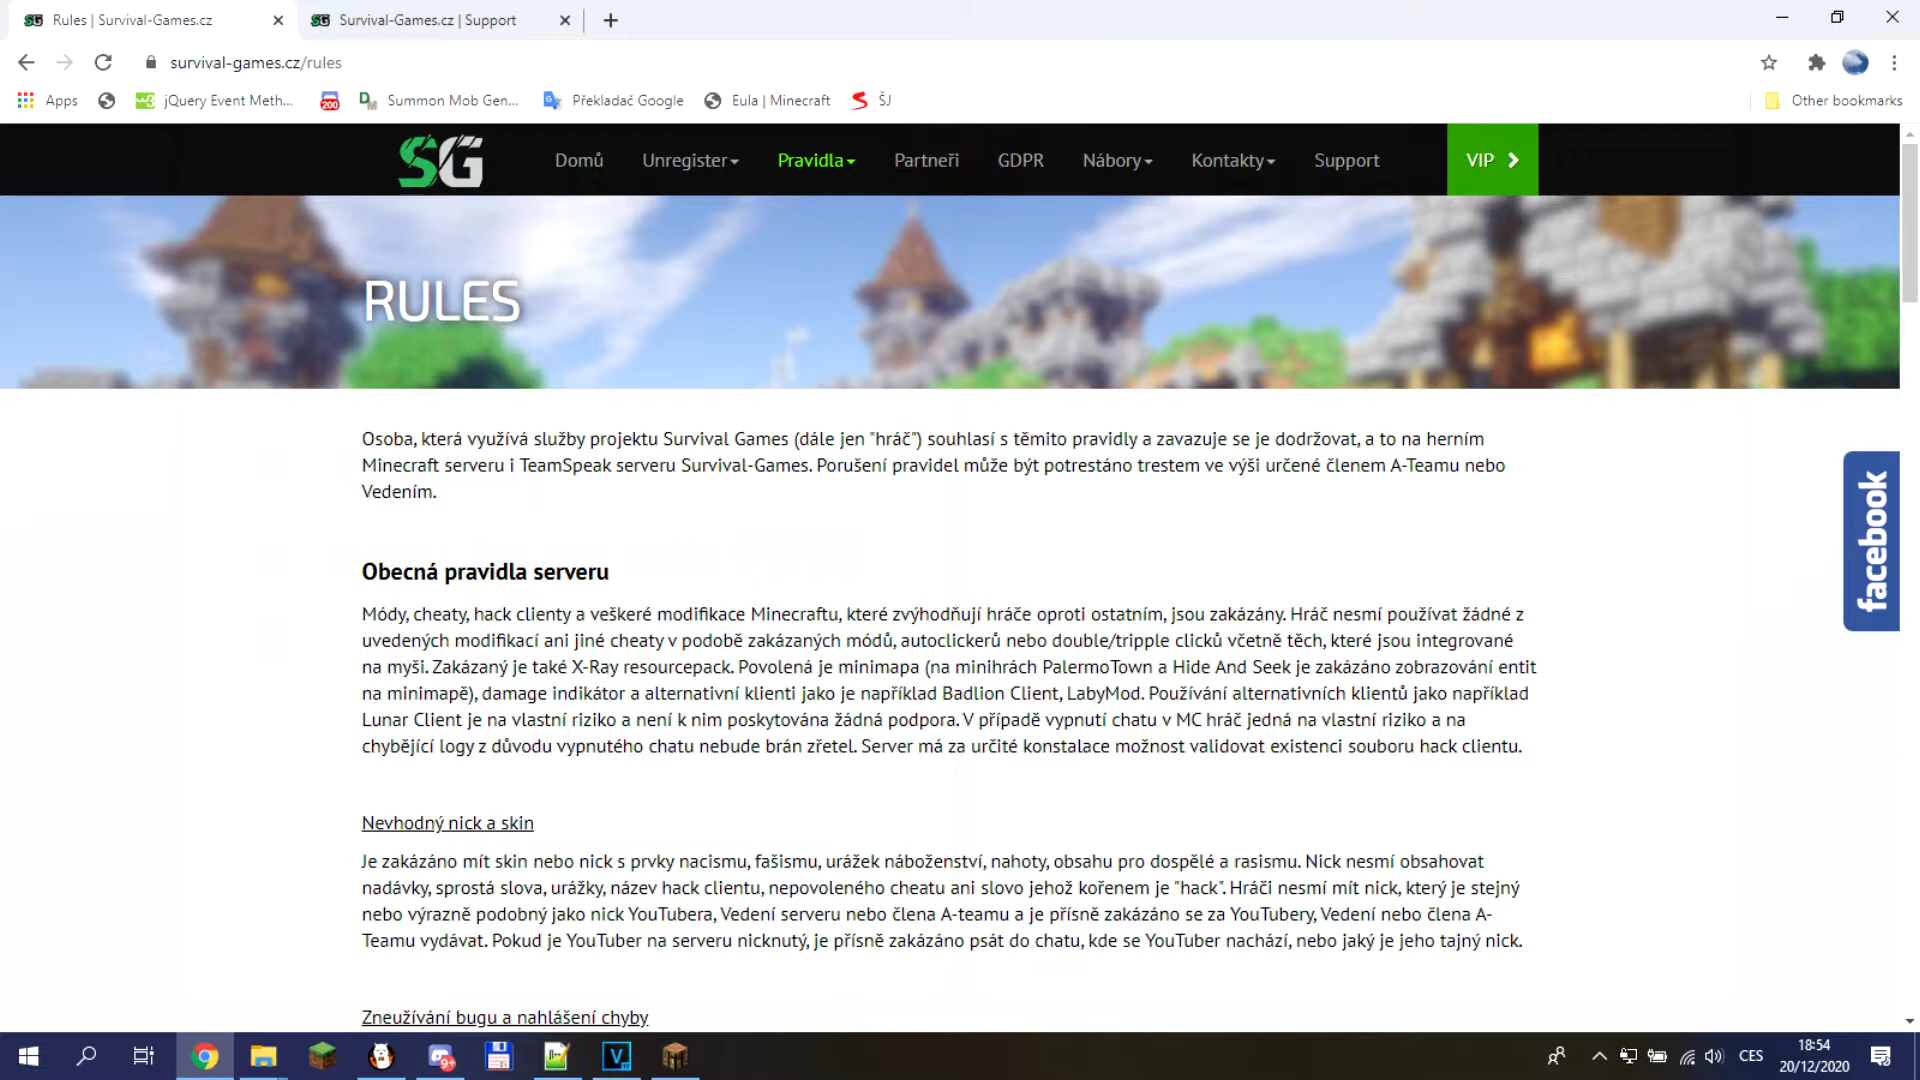 Rules | Survival-Games.cz
Survival-Games.cz | Support
survival-games.cz/rules
Apps
jQuery Event Meth...
200
Summon Mob Gen...
Překladač Google
Eula | Minecraft
ŠJ
Other bookmarks
SG
Domů
Unregister
Pravidla
Partneři
GDPR
Nábory
Kontakty
Support
VIP
RULES
Osoba, která využívá služby projektu Survival Games (dále jen "hráč") souhlasí s těmito pravidly a zavazuje se je dodržovat, a to na herním
Minecraft serveru i TeamSpeak serveru Survival-Games. Porušení pravidel může být potrestáno trestem ve výši určené členem A-Teamu nebo
Vedením.
facebook
Obecná pravidla serveru
Módy, cheaty, hack clienty a veškeré modifikace Minecraftu, které zvýhodňují hráče oproti ostatním, jsou zakázány. Hráč nesmí používat žádné z
uvedených modifikací ani jiné cheaty v podobě zakázaných módů, autoclickerů nebo double/tripple clicků včetně těch, které jsou integrované
na myši. Zakázaný je také X-Ray resourcepack. Povolená je minimapa (na minihrách PalermoTown a Hide And Seek je zakázáno zobrazování entit
na minimapě), damage indikátor a alternativní klienti jako je například Badlion Client, LabyMod. Používání alternativních klientů jako například
Lunar Client je na vlastní riziko a není k nim poskytována žádná podpora. V případě vypnutí chatu v MC hráč jedná na vlastní riziko a na
chybějící logy z důvodu vypnutého chatu nebude brán zřetel. Server má za určité konstalace možnost validovat existenci souboru hack clientu.
Nevhodný nick a skin
Je zakázáno mít skin nebo nick s prvky nacismu, fašismu, urážek náboženství, nahoty, obsahu pro dospělé a rasismu. Nick nesmí obsahovat
nadávky, sprostá slova, urážky, název hack clientu, nepovoleného cheatu ani slovo jehož kořenem je "hack". Hráči nesmí mít nick, který je stejný
nebo výrazně podobný jako nick YouTubera, Vedení serveru nebo člena A-teamu a je přísně zakázáno se za YouTubery, Vedení nebo člena A-
Teamu vydávat. Pokud je YouTuber na serveru nicknutý, je přísně zakázáno psát do chatu, kde se YouTuber nachází, nebo jaký je jeho tajný nick.
Zneužívání bugu a nahlášení chyby
9+
V
CES
18:54
20/12/2020